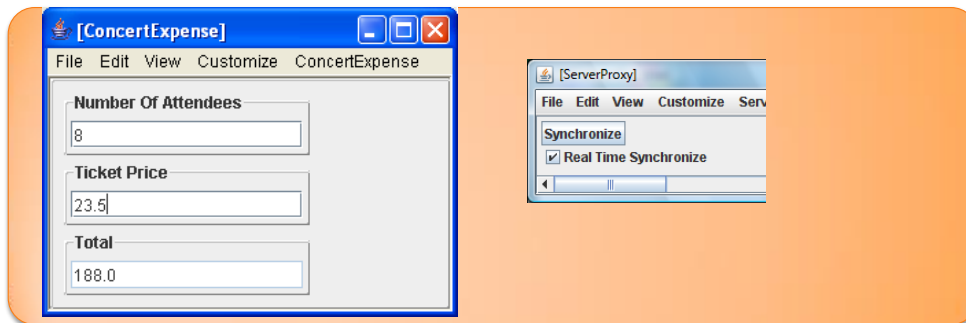 [ConcertExpense]
File Edit View Customize ConcertExpense
Number Of Attendees
8
Ticket Price
23.5
Total
188.0
[ServerProxy]
File Edit View Customize Serv
Synchronize
Real Time Synchronize